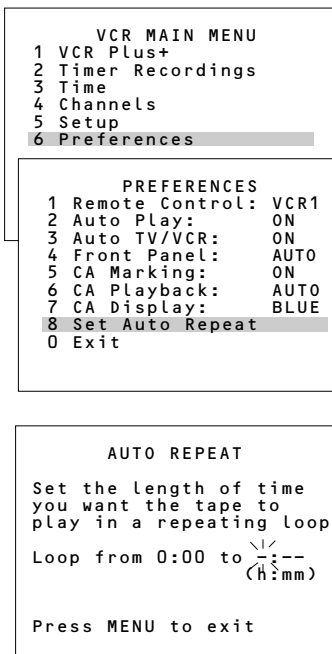 VCR MAIN MENU
1 VCR Plus+
2 Timer Recordings
3 Time
4 Channels
5 Setup
6 Preferences
PREFERENCES
1 Remote Control: VCR1
2 Auto Play: ON
3 Auto TV/VCR: ON
4 Front Panel: AUTO
5 CA Marking: ON
6 CA Playback: AUTO
7 CA Display: BLUE
8 Set Auto Repeat
0 Exit
AUTO REPEAT
Set the length of time
you want the tape to
play in a repeating loop
Loop from 0:00 to -:--
(h:mm)
Press MENU to exit